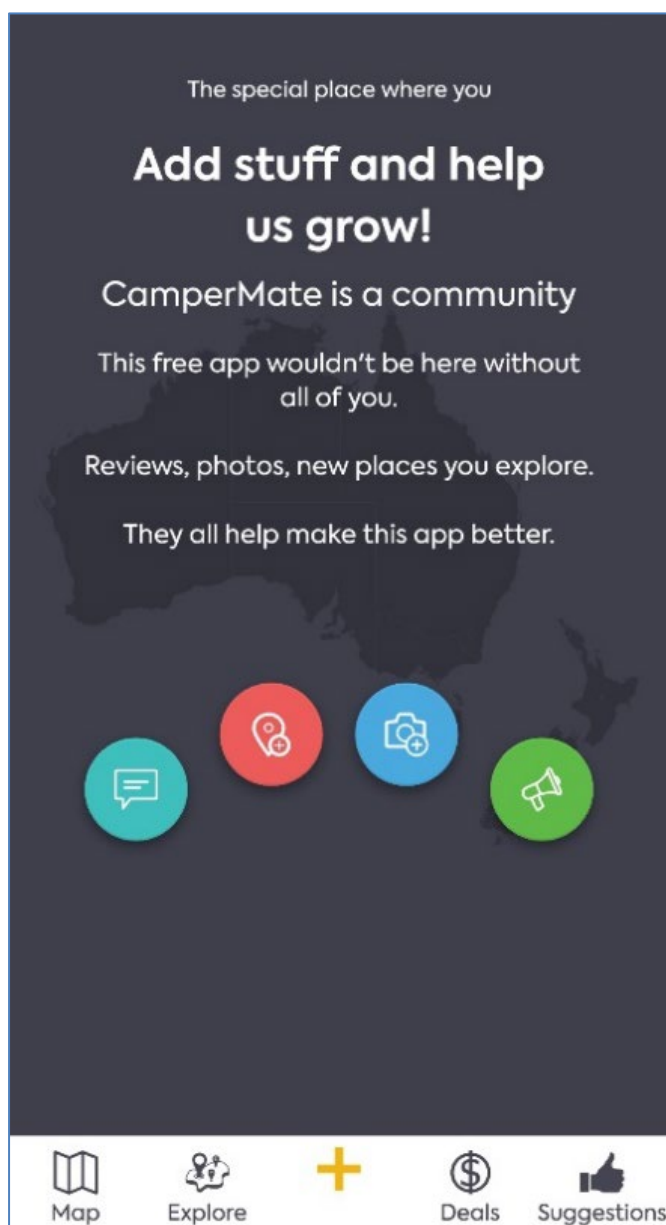 The special place where you
Add stuff and help
us grow!
CamperMate is a community
This free app wouldn't be here without
all of you.
Reviews, photos, new places you explore.
They all help make this app better.
Map Explore Deals Suggestions